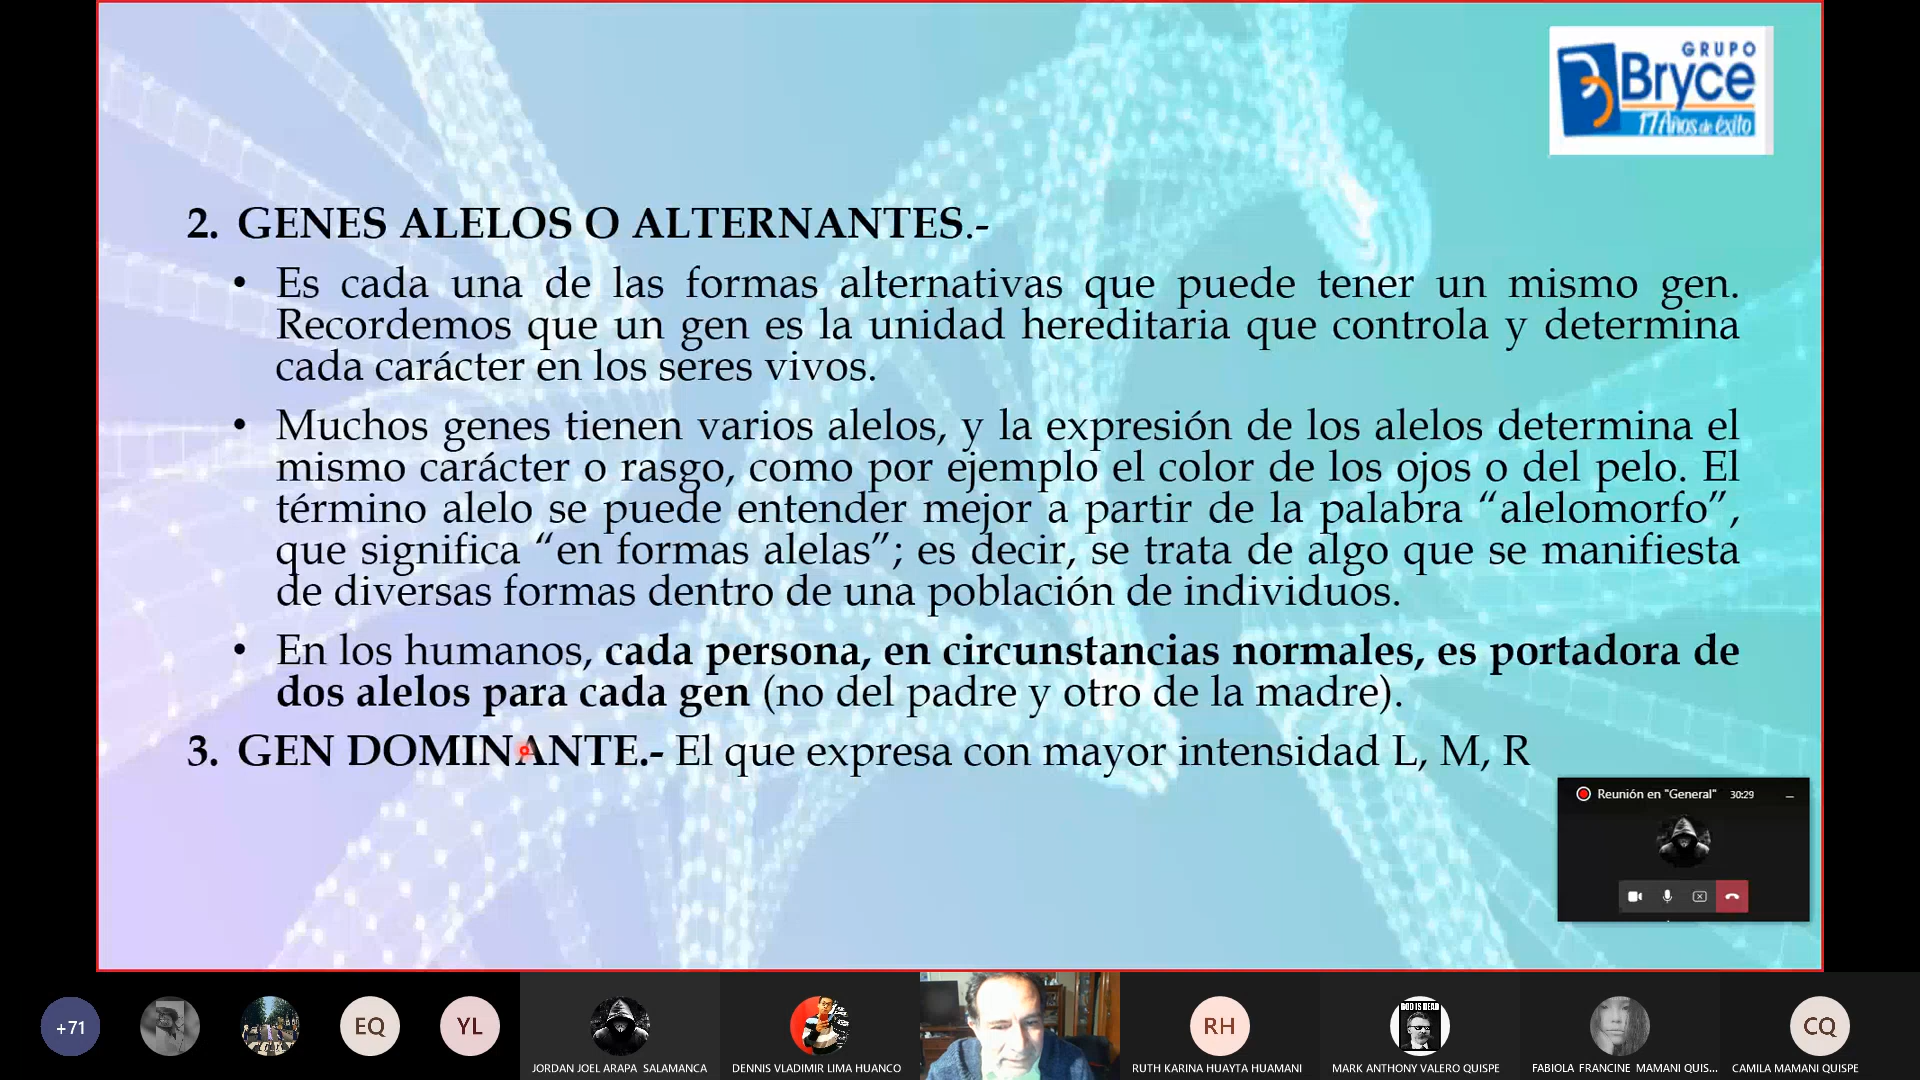 GRUPO
Bryce
17 Años de éxito
2. GENES ALELOS O ALTERNANTES.-
• Es cada una de las formas alternativas que puede tener un mismo gen.
Recordemos que un gen es la unidad hereditaria que controla y determina
cada carácter en los seres vivos.
• Muchos genes tienen varios alelos, y la expresión de los alelos determina el
mismo carácter o rasgo, como por ejemplo el color de los ojos o del pelo. El
término alelo se puede entender mejor a partir de la palabra “alelomorfo”,
que significa “en formas alelas”; es decir, se trata de algo que se manifiesta
de diversas formas dentro de una población de individuos.
• En los humanos, cada persona, en circunstancias normales, es portadora de
dos alelos para cada gen (no del padre y otro de la madre).
3. GEN DOMINANTE.- El que expresa con mayor intensidad L, M, R
Reunión en "General" 30:29
+71
EQ
YL
RH
GOD IS DEAD
CQ
JORDAN JOEL ARAPA SALAMANCA
DENNIS VLADIMIR LIMA HUANCO
RUTH KARINA HUAYTA HUAMANI
MARK ANTHONY VALERO QUISPE
FABIOLA FRANCINE MAMANI QUIS...
CAMILA MAMANI QUISPE